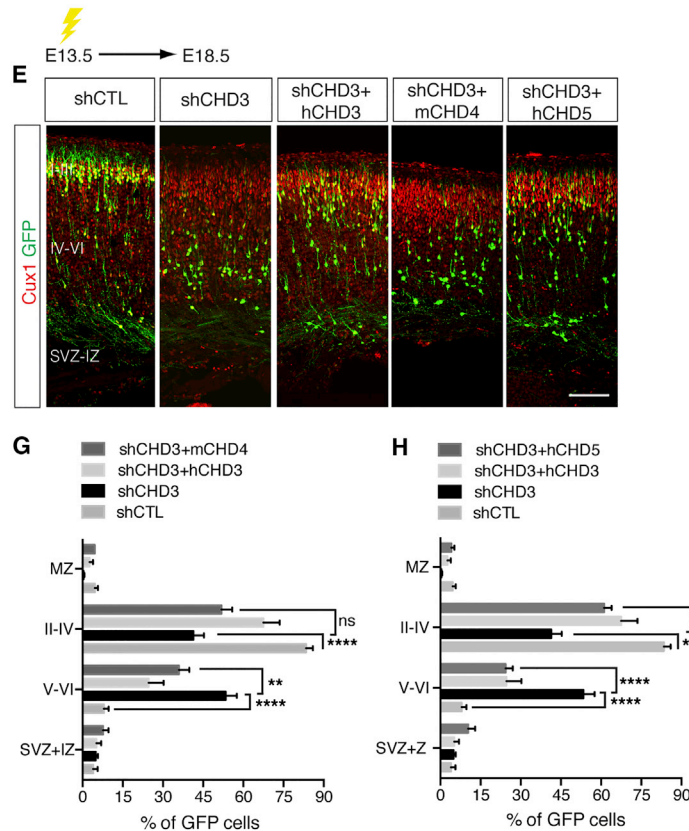 E13.5 E18.5
E
shCTL
shCHD3
shCHD3+
hCHD3
shCHD3+
mCHD4
shCHD3+
hCHD5
Cux1 GFP
IV-VI
SVZ-IZ
G
shCHD3+mCHD4
shCHD3+hCHD3
shCHD3
shCTL
MZ
II-IV
V-VI
SVZ+IZ
ns
****
**
****
0 15 30 45 60 75 90
% of GFP cells
H
shCHD3+hCHD5
shCHD3+hCHD3
shCHD3
shCTL
MZ
II-IV
V-VI
SVZ+Z
*
****
****
0 15 30 45 60 75 90
% of GFP cells